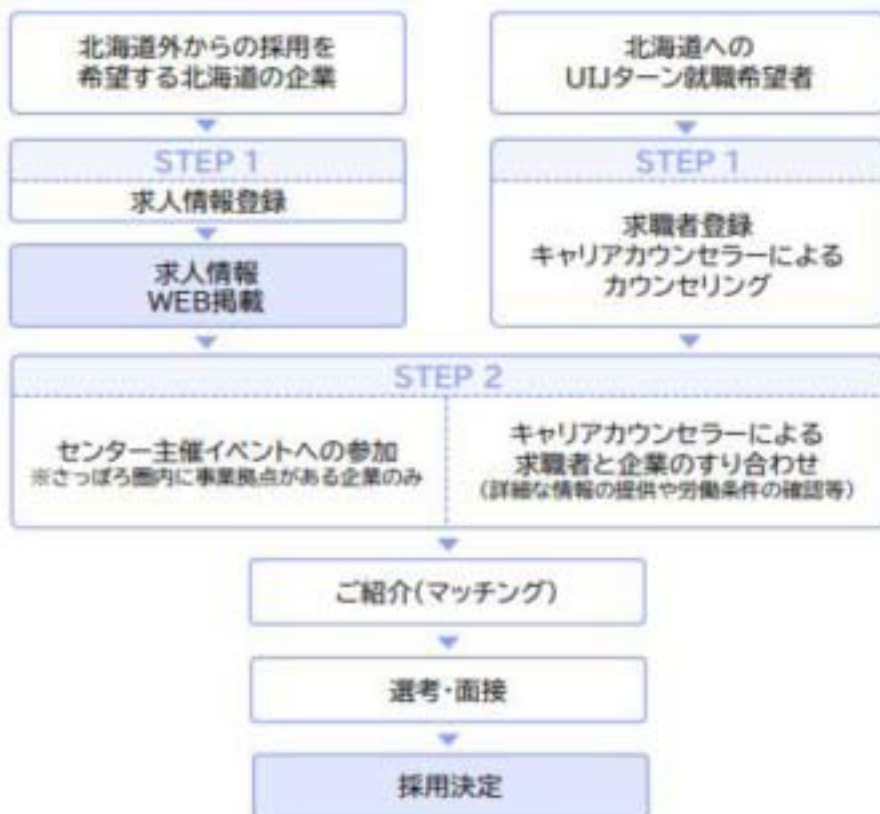 北海道外からの採用を
希望する北海道の企業
北海道への
UIJターン就職希望者
STEP 1
求人情報登録
STEP 1
求職者登録
キャリアカウンセラーによる
カウンセリング
求人情報
WEB掲載
STEP 2
センター主催イベントへの参加
※さっぽろ圏内に事業拠点がある企業のみ
キャリアカウンセラーによる
求職者と企業のすり合わせ
(詳細な情報の提供や労働条件の確認等)
ご紹介(マッチング)
選考・面接
採用決定